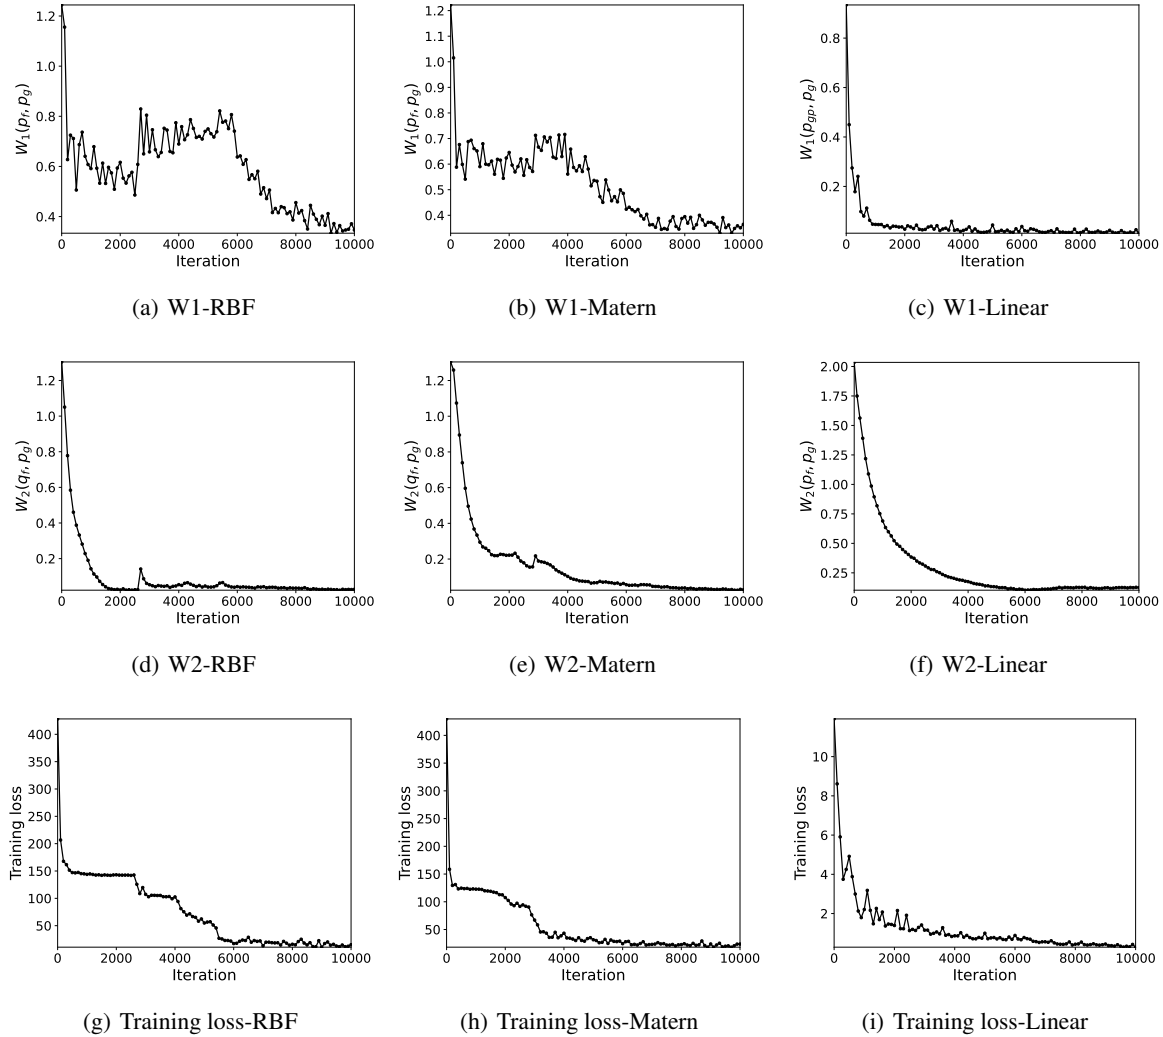 1.2
1.0
0.8
0.6
0.4
W1(pf, pg)
0 2000 4000 6000 8000 10000
Iteration
(a) W1-RBF
1.2
1.1
1.0
0.9
0.8
0.7
0.6
0.5
0.4
W1(pf, pg)
0 2000 4000 6000 8000 10000
Iteration
(b) W1-Matern
0.8
0.6
0.4
0.2
W1(pgp, pg)
0 2000 4000 6000 8000 10000
Iteration
(c) W1-Linear
1.2
1.0
0.8
0.6
0.4
0.2
W2(qf, pg)
0 2000 4000 6000 8000 10000
Iteration
(d) W2-RBF
1.2
1.0
0.8
0.6
0.4
0.2
W2(qf, pg)
0 2000 4000 6000 8000 10000
Iteration
(e) W2-Matern
2.00
1.75
1.50
1.25
1.00
0.75
0.50
0.25
W2(pf, pg)
0 2000 4000 6000 8000 10000
Iteration
(f) W2-Linear
400
350
300
250
200
150
100
50
Training loss
0 2000 4000 6000 8000 10000
Iteration
(g) Training loss-RBF
400
350
300
250
200
150
100
50
Training loss
0 2000 4000 6000 8000 10000
Iteration
(h) Training loss-Matern
10
8
6
4
2
Training loss
0 2000 4000 6000 8000 10000
Iteration
(i) Training loss-Linear